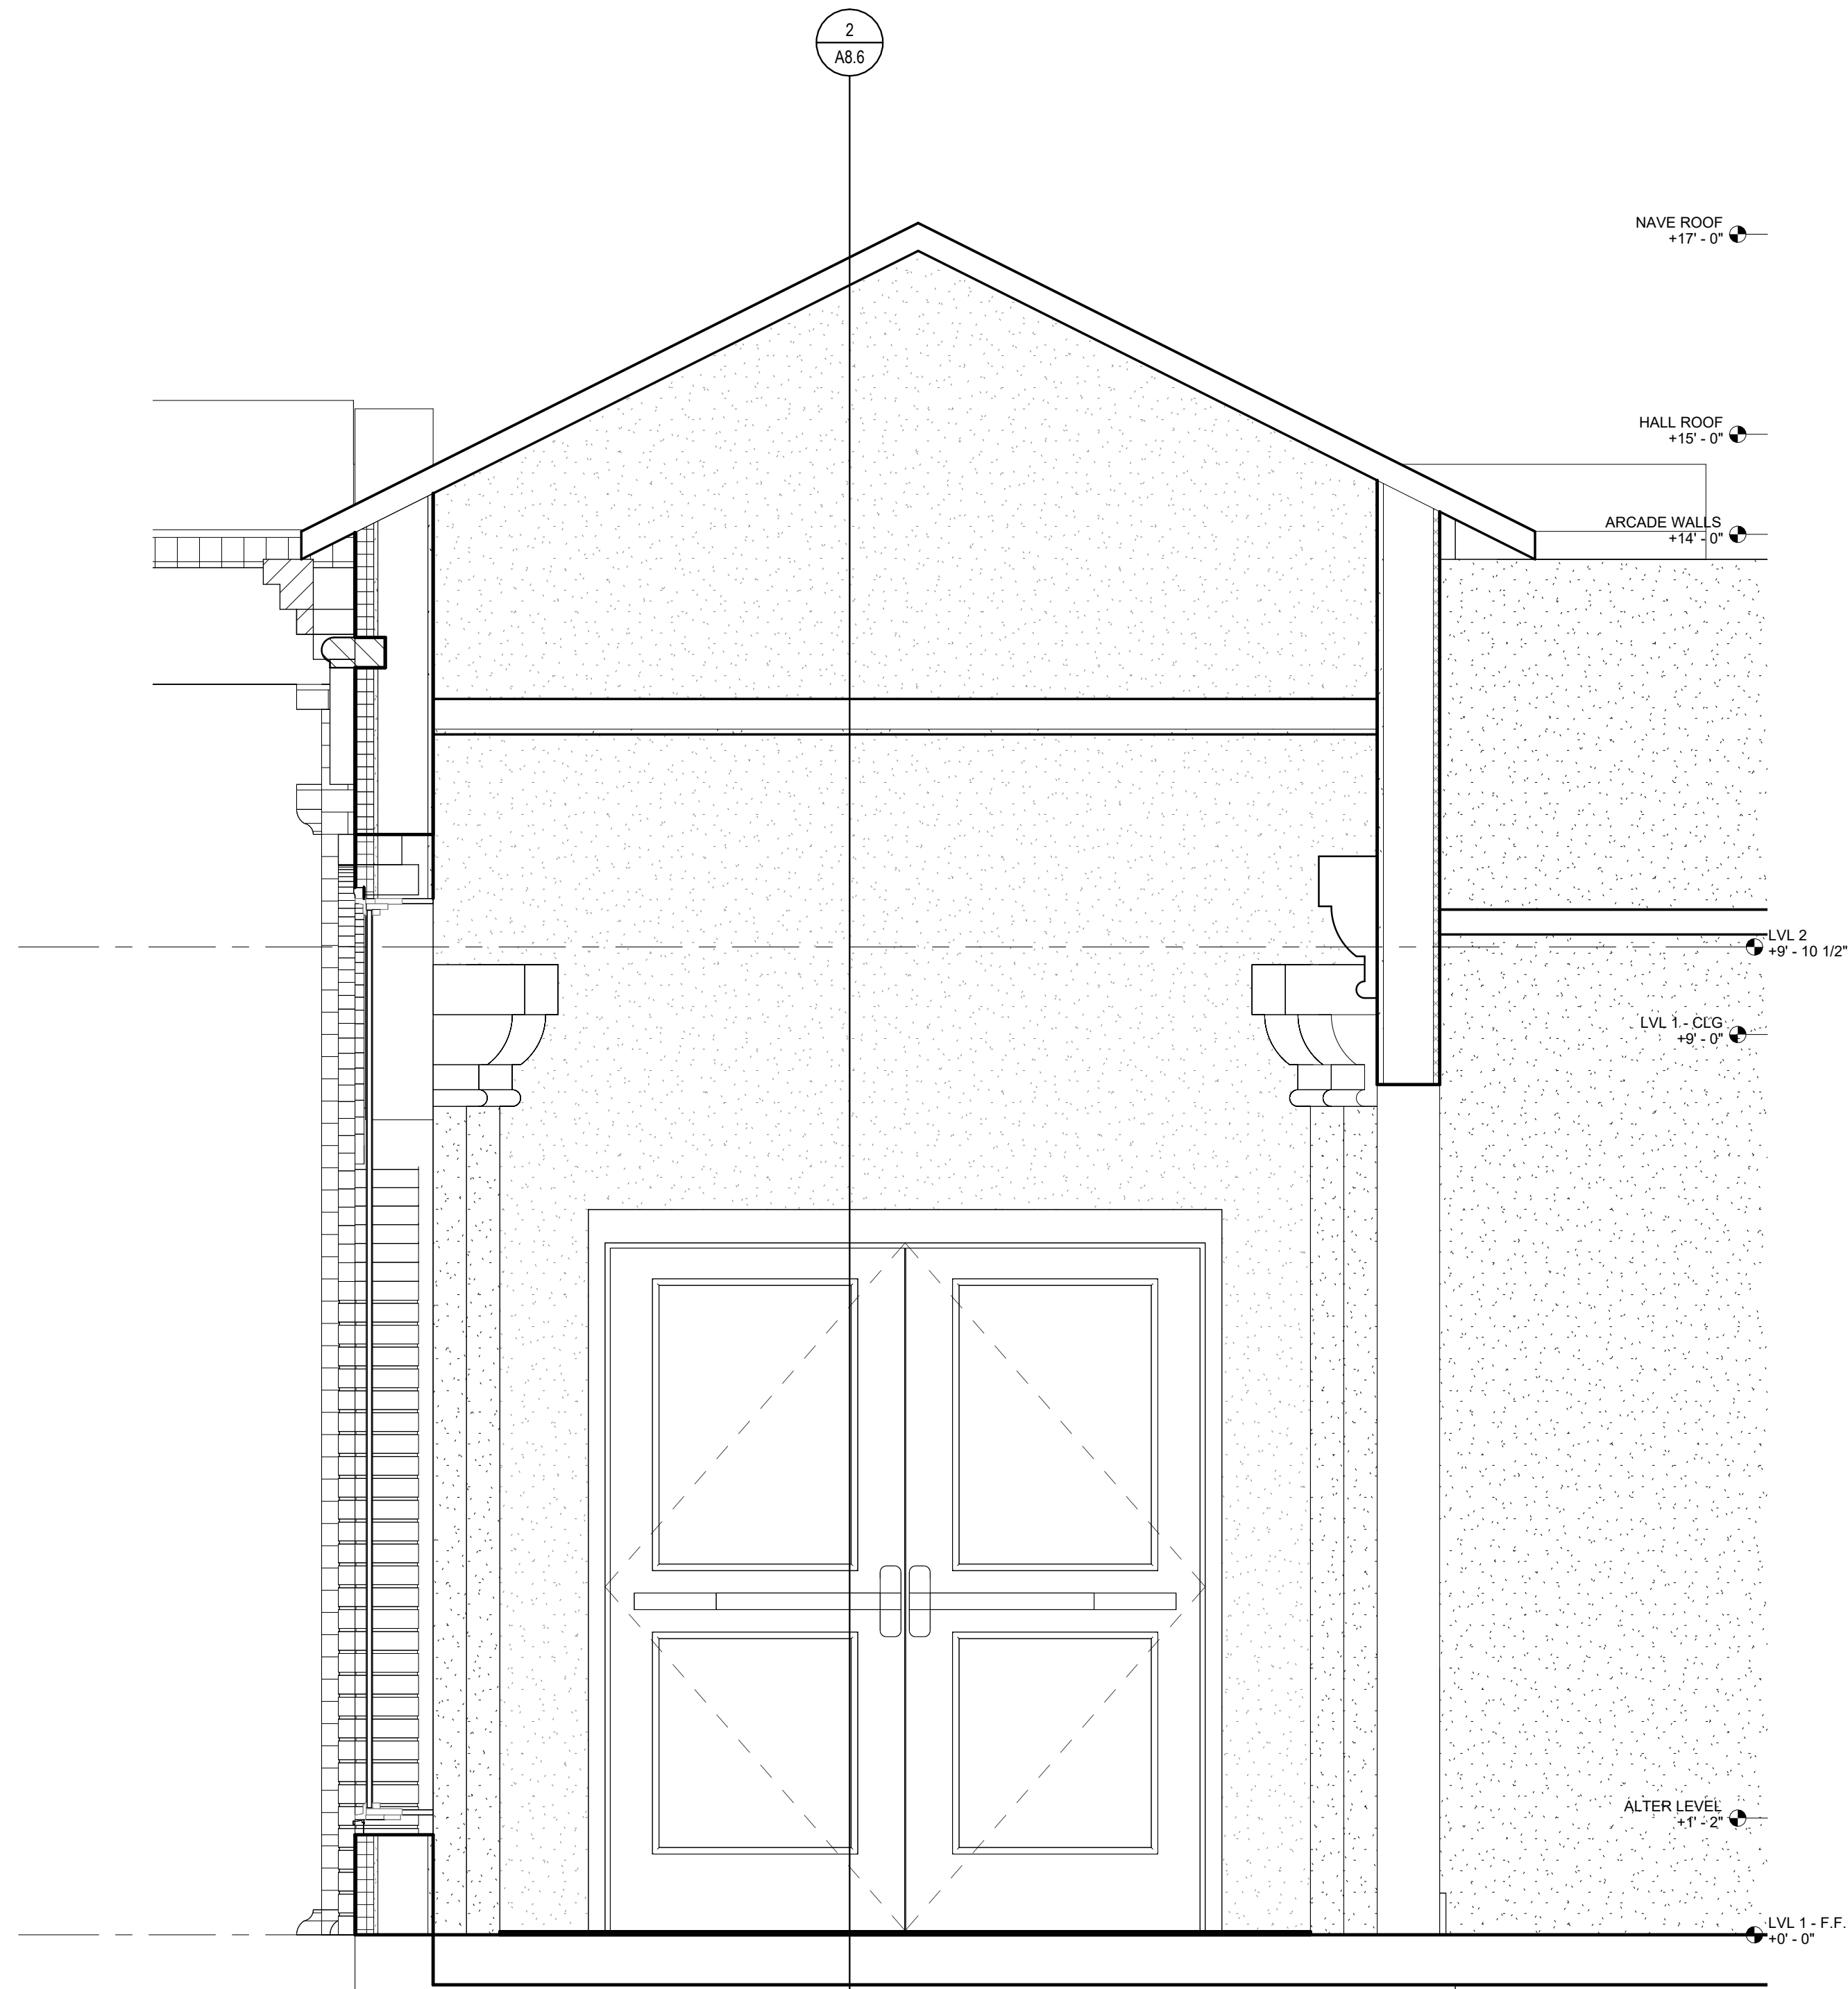 2
A8.6
NAVE ROOF
+17' - 0"
HALL ROOF
+15' - 0"
ARCADE WALLS
+14' - 0"
LVL 2
+9' - 10 1/2"
LVL 1 - CLG
+9' - 0"
ALTER LEVEL
+1' - 2"
LVL 1 - F.F.
+0' - 0"